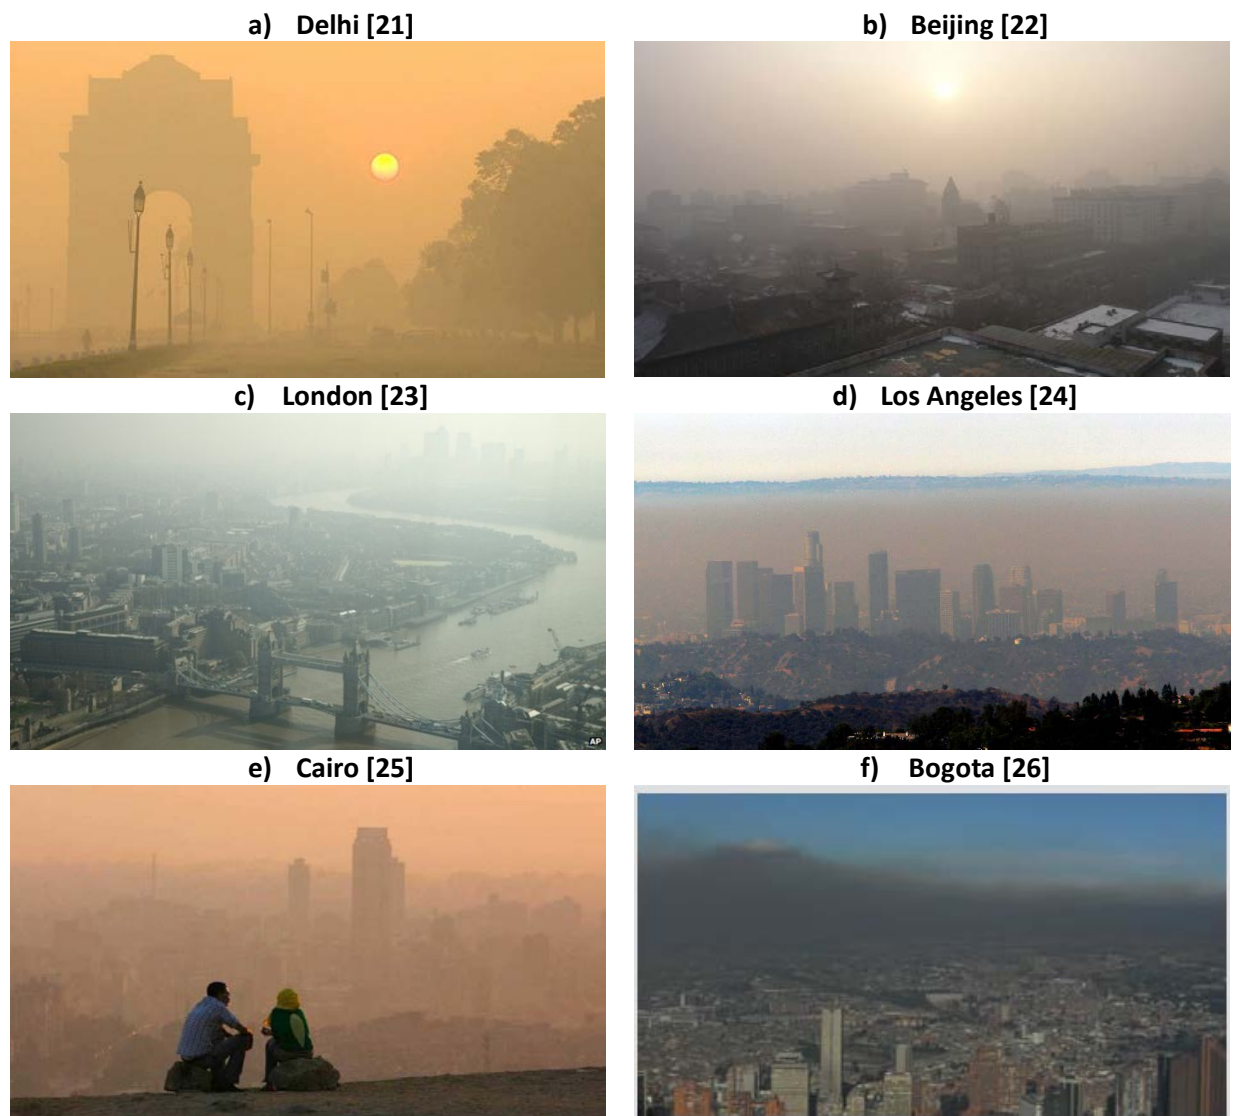 a) Delhi [21]
b) Beijing [22]
c) London [23]
d) Los Angeles [24]
AP
e) Cairo [25]
f) Bogota [26]